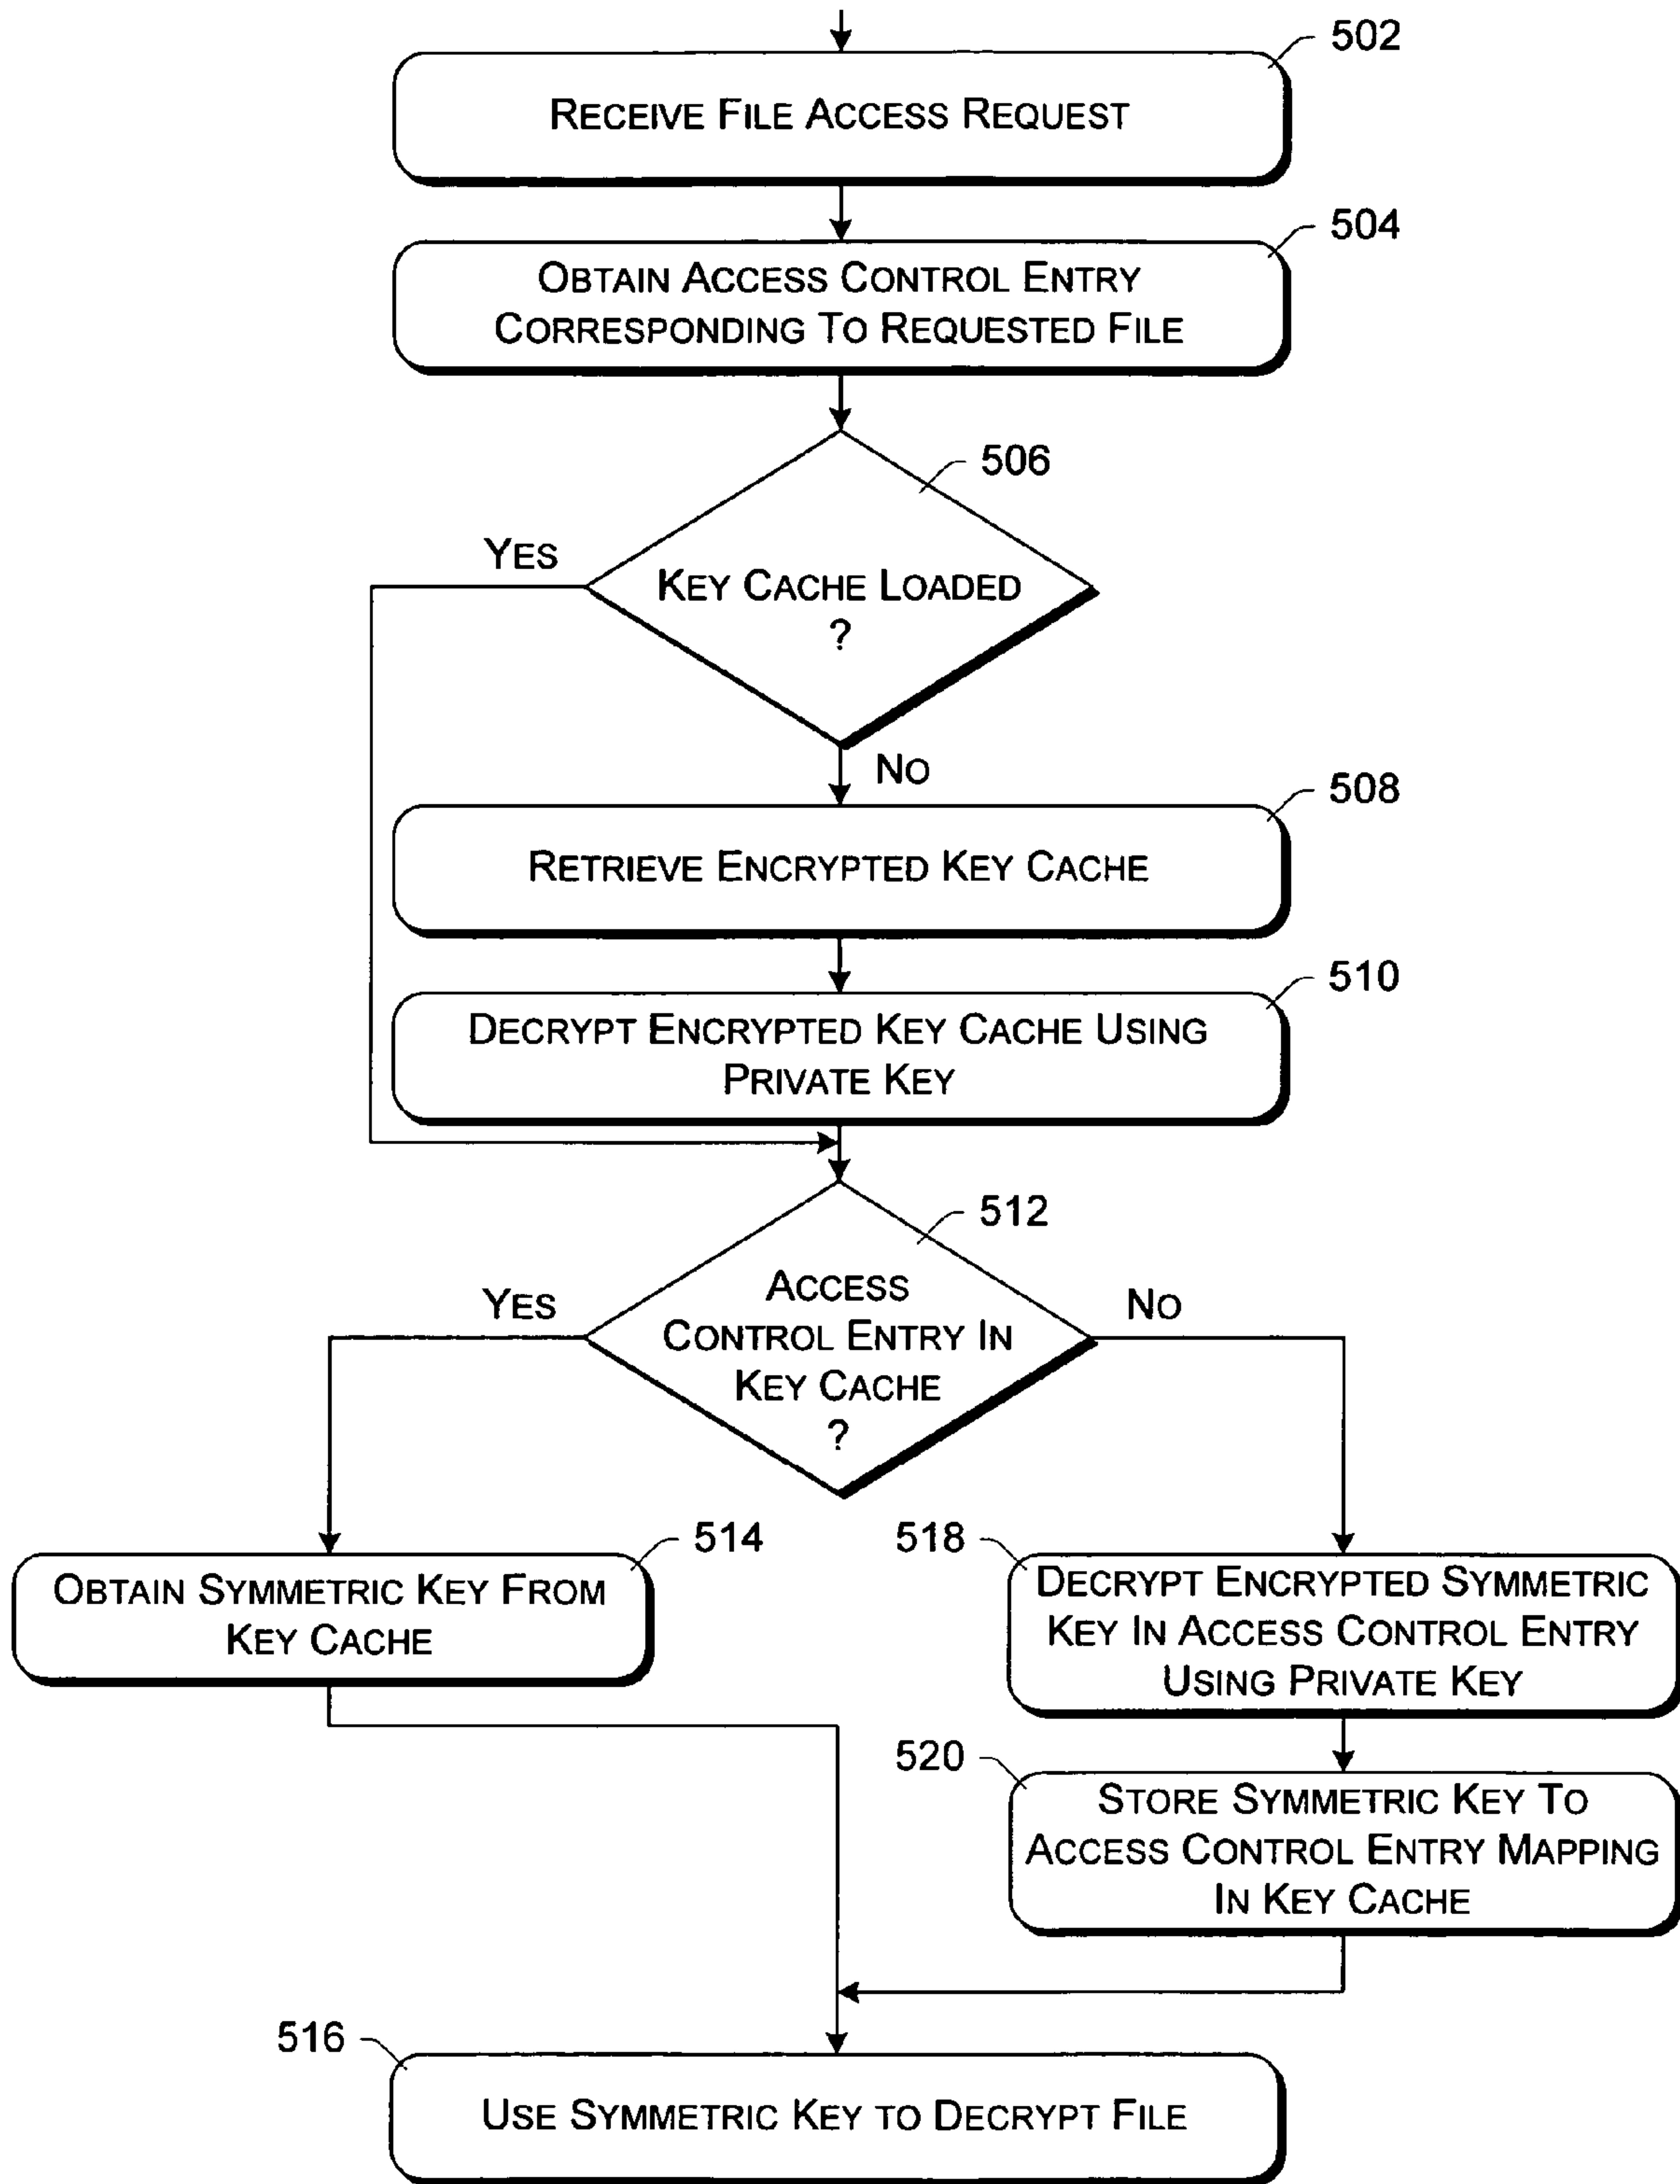 502
RECEIVE FILE ACCESS REQUEST
504
OBTAIN ACCESS CONTROL ENTRY
CORRESPONDING TO REQUESTED FILE
506
YES
KEY CACHE LOADED
?
NO
508
RETRIEVE ENCRYPTED KEY CACHE
510
DECRYPT ENCRYPTED KEY CACHE USING
PRIVATE KEY
512
YES
ACCESS
CONTROL ENTRY IN
KEY CACHE
?
NO
514
OBTAIN SYMMETRIC KEY FROM
KEY CACHE
518
DECRYPT ENCRYPTED SYMMETRIC
KEY IN ACCESS CONTROL ENTRY
USING PRIVATE KEY
520
STORE SYMMETRIC KEY TO
ACCESS CONTROL ENTRY MAPPING
IN KEY CACHE
516
USE SYMMETRIC KEY TO DECRYPT FILE